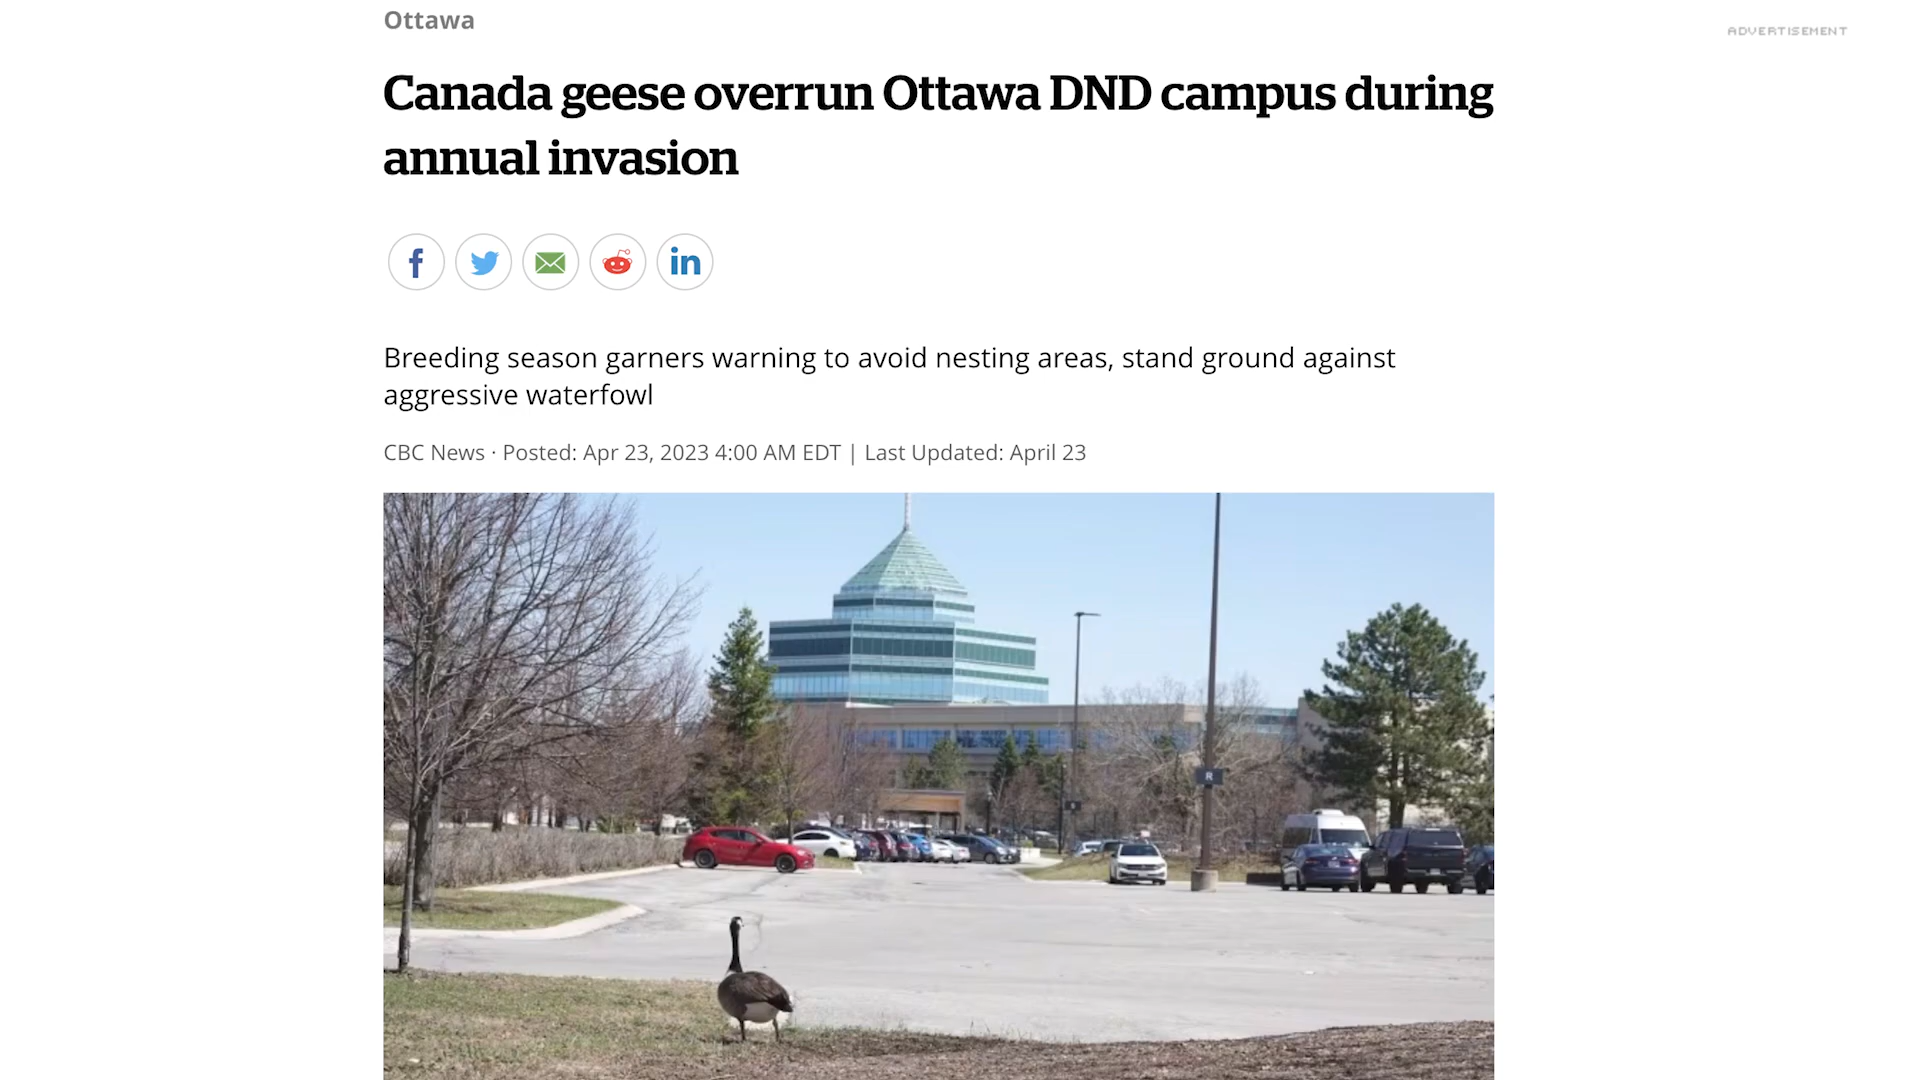 Ottawa
ADVERTISEMENT
Canada geese overrun Ottawa DND campus during
annual invasion
f
in
Breeding season garners warning to avoid nesting areas, stand ground against
aggressive waterfowl
CBC News · Posted: Apr 23, 2023 4:00 AM EDT | Last Updated: April 23
R